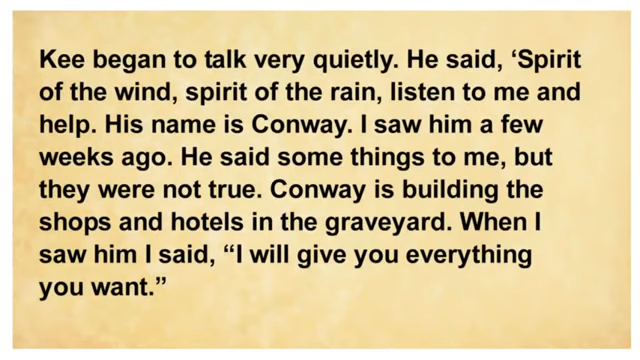 Kee began to talk very quietly. He said, ‘Spirit
of the wind, spirit of the rain, listen to me and
help. His name is Conway. I saw him a few
weeks ago. He said some things to me, but
they were not true. Conway is building the
shops and hotels in the graveyard. When I
saw him I said, “I will give you everything
you want.”